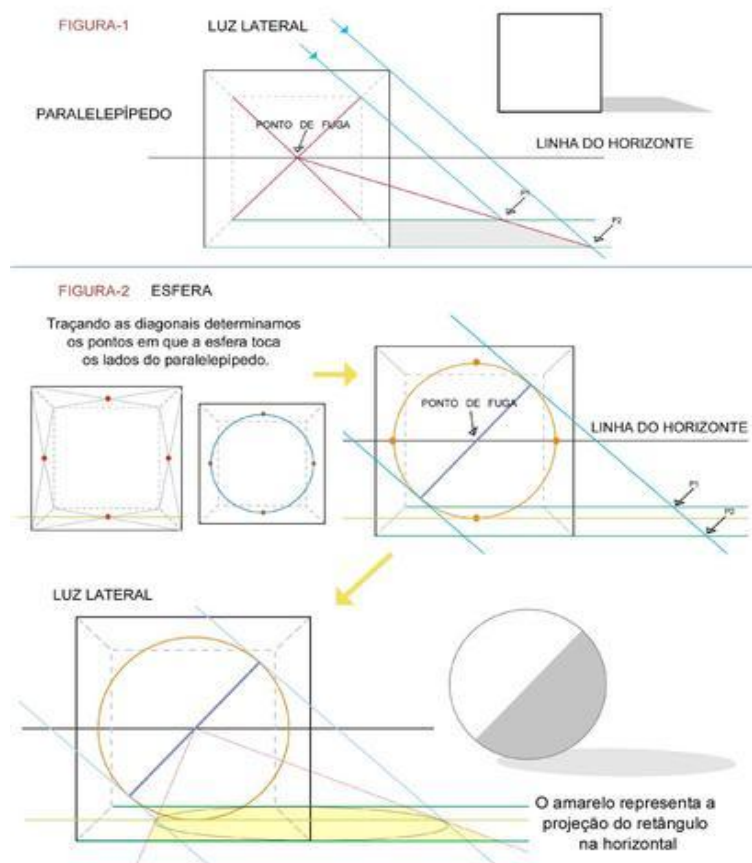 FIGURA-1
LUZ LATERAL
PARALELEPÍPEDO
PONTO DE FUGA
LINHA DO HORIZONTE
P1
P2
FIGURA-2 ESFERA
Traçando as diagonais determinamos
os pontos em que a esfera toca
os lados do paralelepípedo.
PONTO DE FUGA
LINHA DO HORIZONTE
P1
P2
LUZ LATERAL
O amarelo representa a
projeção do retângulo
na horizontal